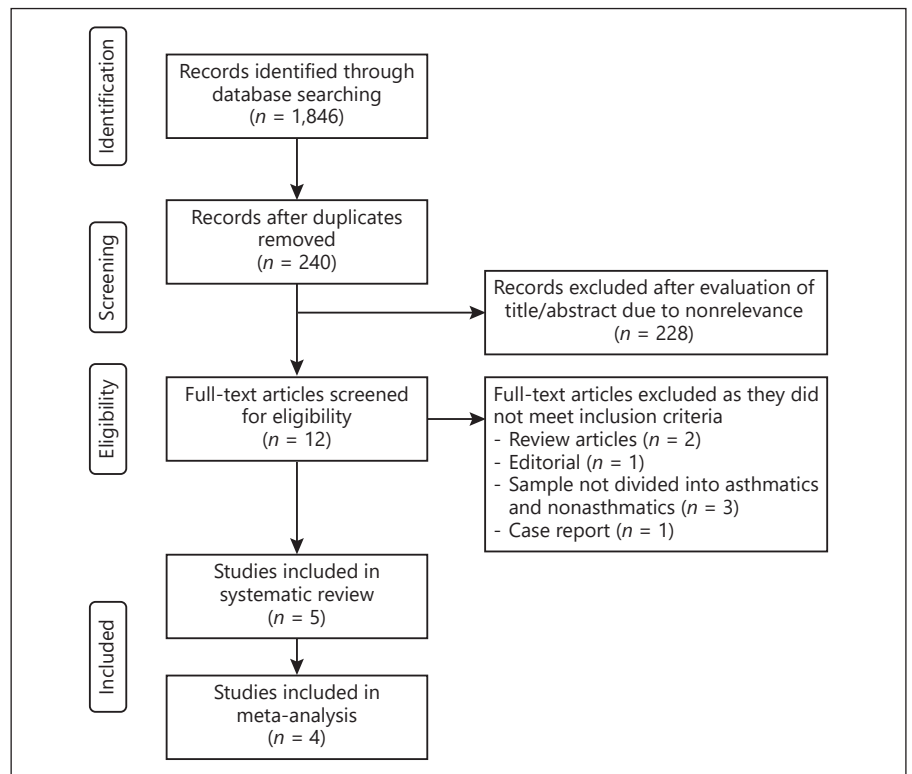 Identification
Records identified through
database searching
(n = 1,846)
Screening
Records after duplicates
removed
(n = 240)
Records excluded after evaluation of
title/abstract due to nonrelevance
(n = 228)
Eligibility
Full-text articles screened
for eligibility
(n = 12)
Full-text articles excluded as they did
not meet inclusion criteria
- Review articles (n = 2)
- Editorial (n = 1)
- Sample not divided into asthmatics
and nonasthmatics (n = 3)
- Case report (n = 1)
Included
Studies included in
systematic review
(n = 5)
Studies included in
meta-analysis
(n = 4)